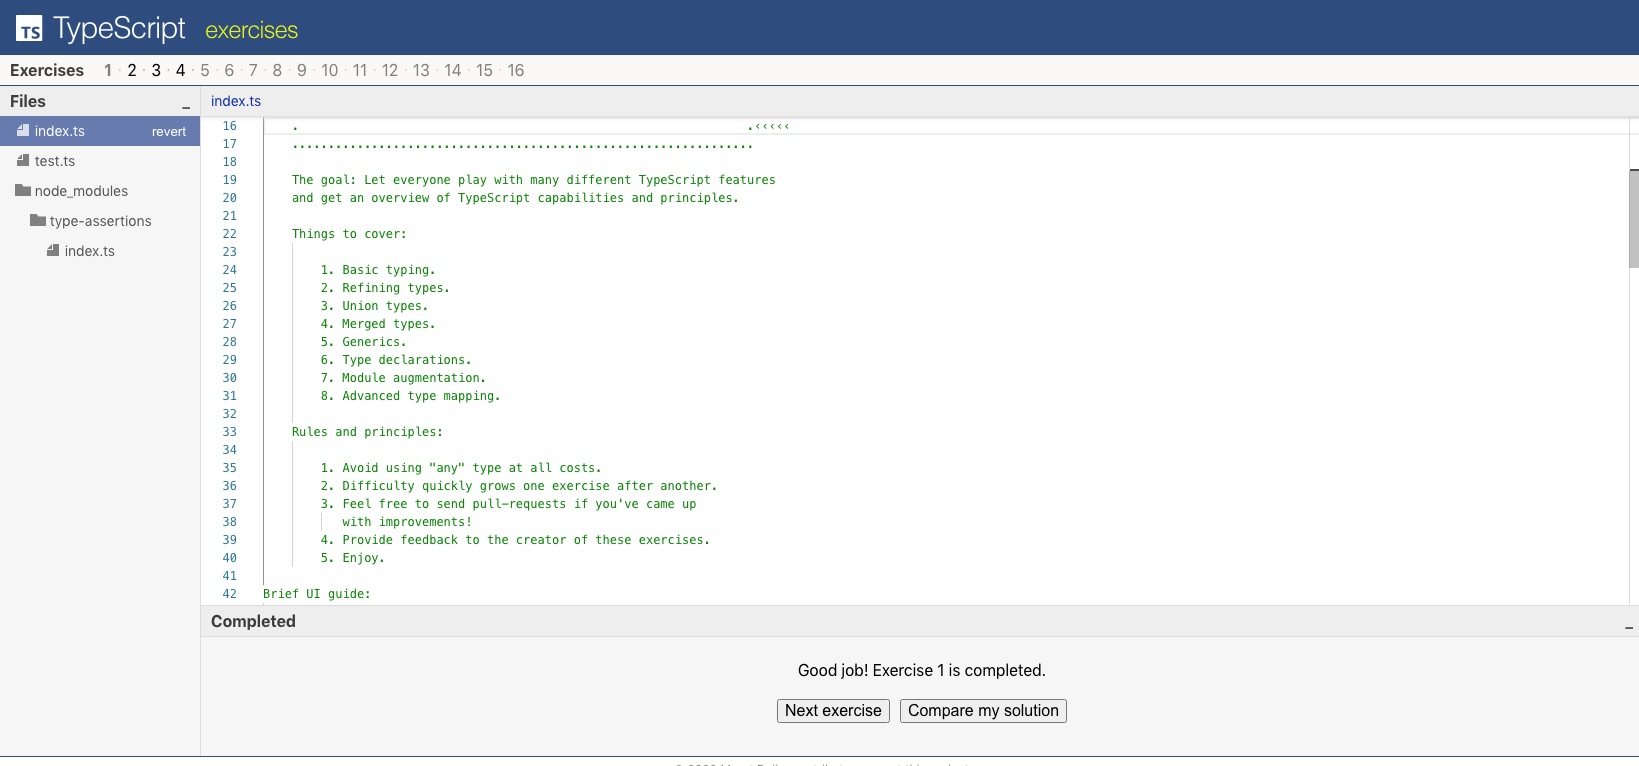 TS TypeScript exercises
Exercises 1 · 2 · 3 · 4 · 5 · 6 · 7 · 8 · 9 · 10 · 11 · 12 · 13 · 14 · 15 · 16
Files _
index.ts revert
test.ts
node_modules
type-assertions
index.ts
index.ts
16 . .‹‹‹‹‹
17 ................................................................
18
19 The goal: Let everyone play with many different TypeScript features
20 and get an overview of TypeScript capabilities and principles.
21
22 Things to cover:
23
24 1. Basic typing.
25 2. Refining types.
26 3. Union types.
27 4. Merged types.
28 5. Generics.
29 6. Type declarations.
30 7. Module augmentation.
31 8. Advanced type mapping.
32
33 Rules and principles:
34
35 1. Avoid using "any" type at all costs.
36 2. Difficulty quickly grows one exercise after another.
37 3. Feel free to send pull-requests if you've came up
38 with improvements!
39 4. Provide feedback to the creator of these exercises.
40 5. Enjoy.
41
42 Brief UI guide:
Completed _
Good job! Exercise 1 is completed.
Next exercise Compare my solution